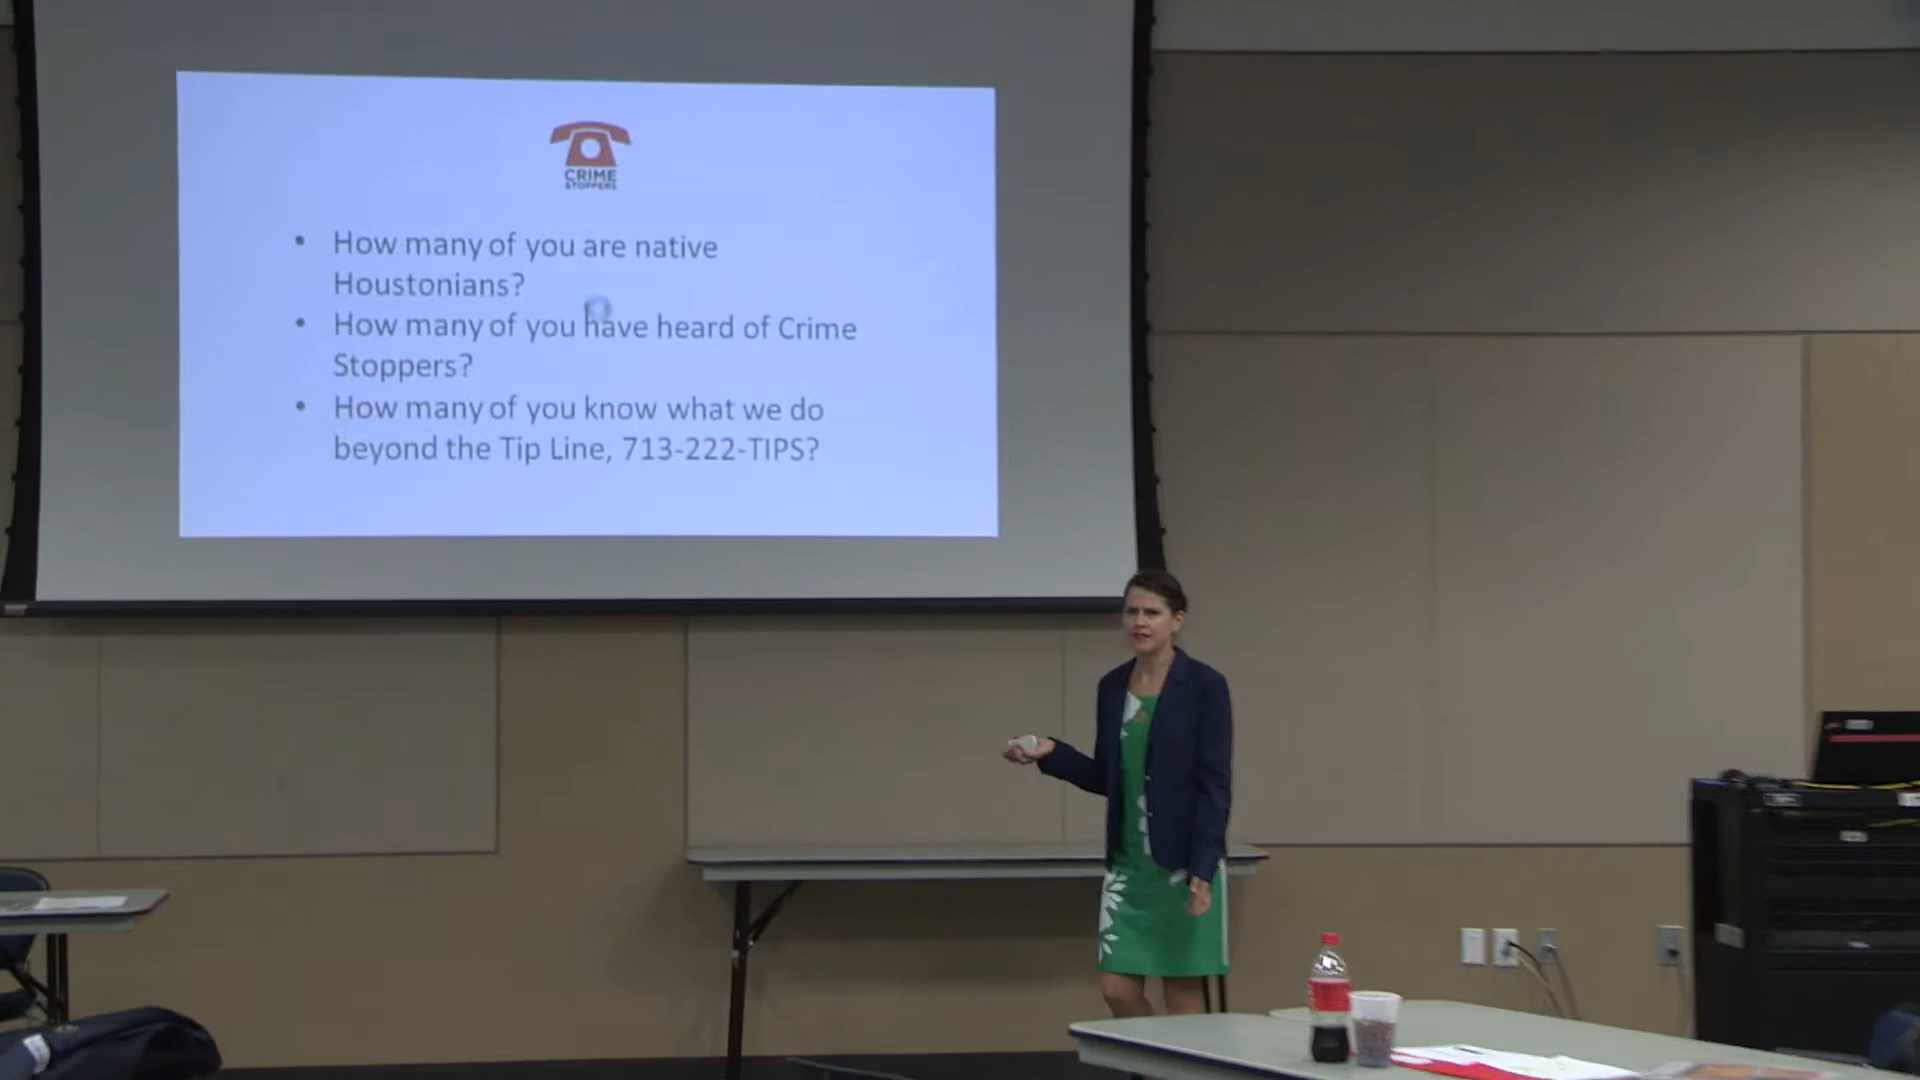 CRIME
STOPPERS
• How many of you are native
Houstonians?
• How many of you have heard of Crime
Stoppers?
• How many of you know what we do
beyond the Tip Line, 713-222-TIPS?